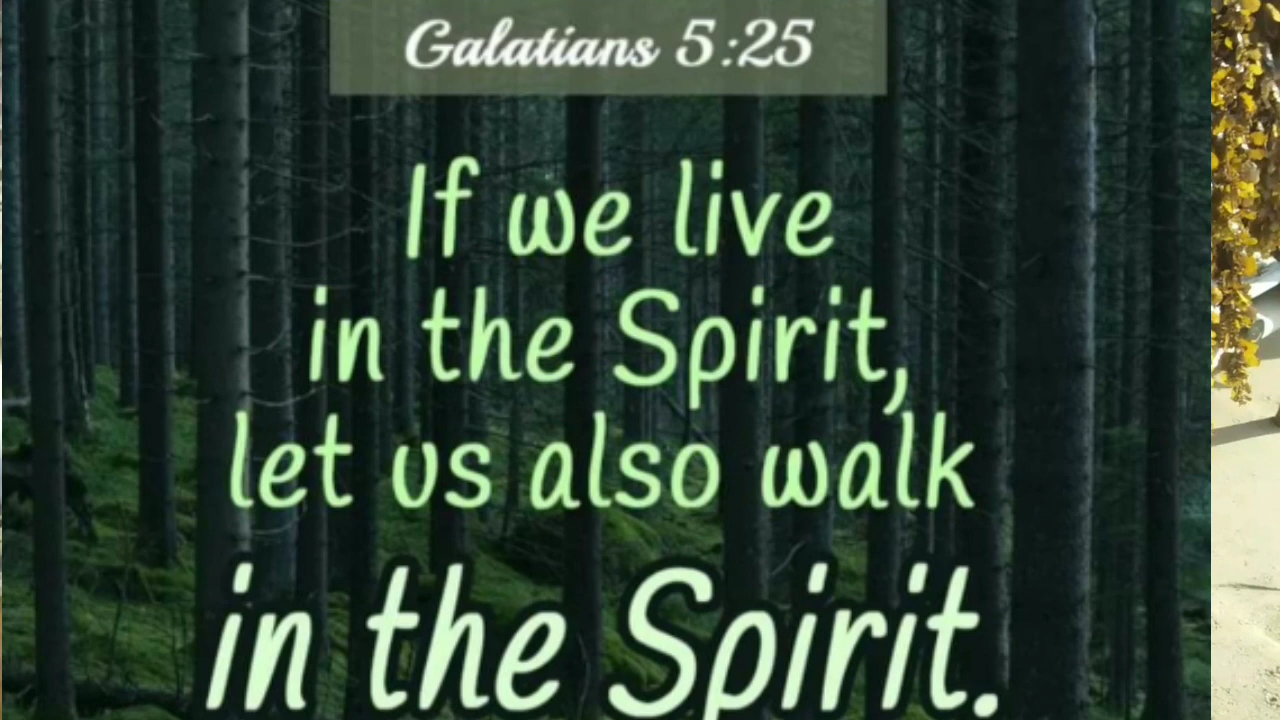 Galatians 5:25
If we live
in the Spirit,
let us also walk
in the Spirit.